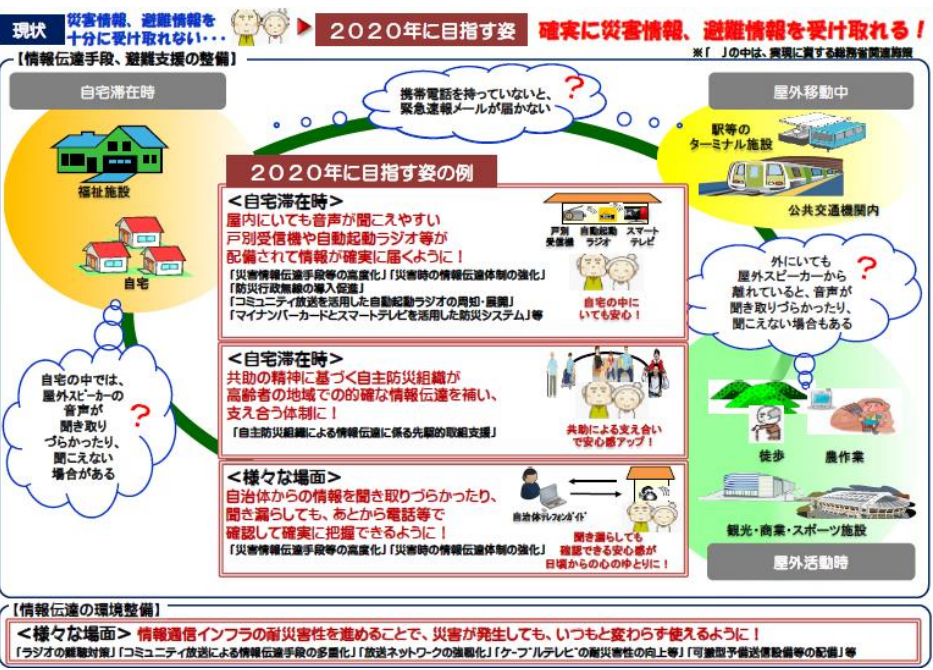 現状
災害情報、避難情報を
十分に受け取れない・・・
2020年に目指す姿
確実に災害情報、避難情報を受け取れる！
※「　」の中は、実現に資する総務省関連施策
【情報伝達手段、避難支援の整備】
自宅滞在時
福祉施設
自宅
自宅の中では、
屋外スピーカーの
音声が
聞き取り
づらかったり、
聞こえない
場合がある
?
携帯電話を持っていないと、
緊急速報メールが届かない
?
屋外移動中
駅等の
ターミナル施設
公共交通機関内
外にいても
屋外スピーカーから
離れていると、音声が
聞き取りづらかったり、
聞こえない場合もある
?
徒歩
農作業
観光・商業・スポーツ施設
屋外活動時
2020年に目指す姿の例
＜自宅滞在時＞
屋内にいても音声が聞こえやすい
戸別受信機や自動起動ラジオ等が
配備されて情報が確実に届くように！
「災害情報伝達手段等の高度化」「災害時の情報伝達体制の強化」
「防災行政無線の導入促進」
「コミュニティ放送を活用した自動起動ラジオの周知・展開」
「マイナンバーカードとスマートテレビを活用した防災システム」等
戸別
受信機
自動起動
ラジオ
スマート
テレビ
自宅の中に
いても安心！
＜自宅滞在時＞
共助の精神に基づく自主防災組織が
高齢者の地域での的確な情報伝達を補い、
支え合う体制に！
「自主防災組織による情報伝達に係る先駆的取組支援」
共助による支え合い
で安心感アップ！
＜様々な場面＞
自治体からの情報を聞き取りづらかったり、
聞き漏らしても、あとから電話等で
確認して確実に把握できるように！
「災害情報伝達手段等の高度化」「災害時の情報伝達体制の強化」
自治体テレフォンガイド
聞き漏らしても
確認できる安心感が
日頃からの心のゆとりに！
【情報伝達の環境整備】
＜様々な場面＞ 情報通信インフラの耐災害性を進めることで、災害が発生しても、いつもと変わらず使えるように！
「ラジオの難聴対策」「コミュニティ放送による情報伝達手段の多重化」「放送ネットワークの強靱化」「ケーブルテレビの耐災害性の向上等」「可搬型予備送信設備等の配備」等